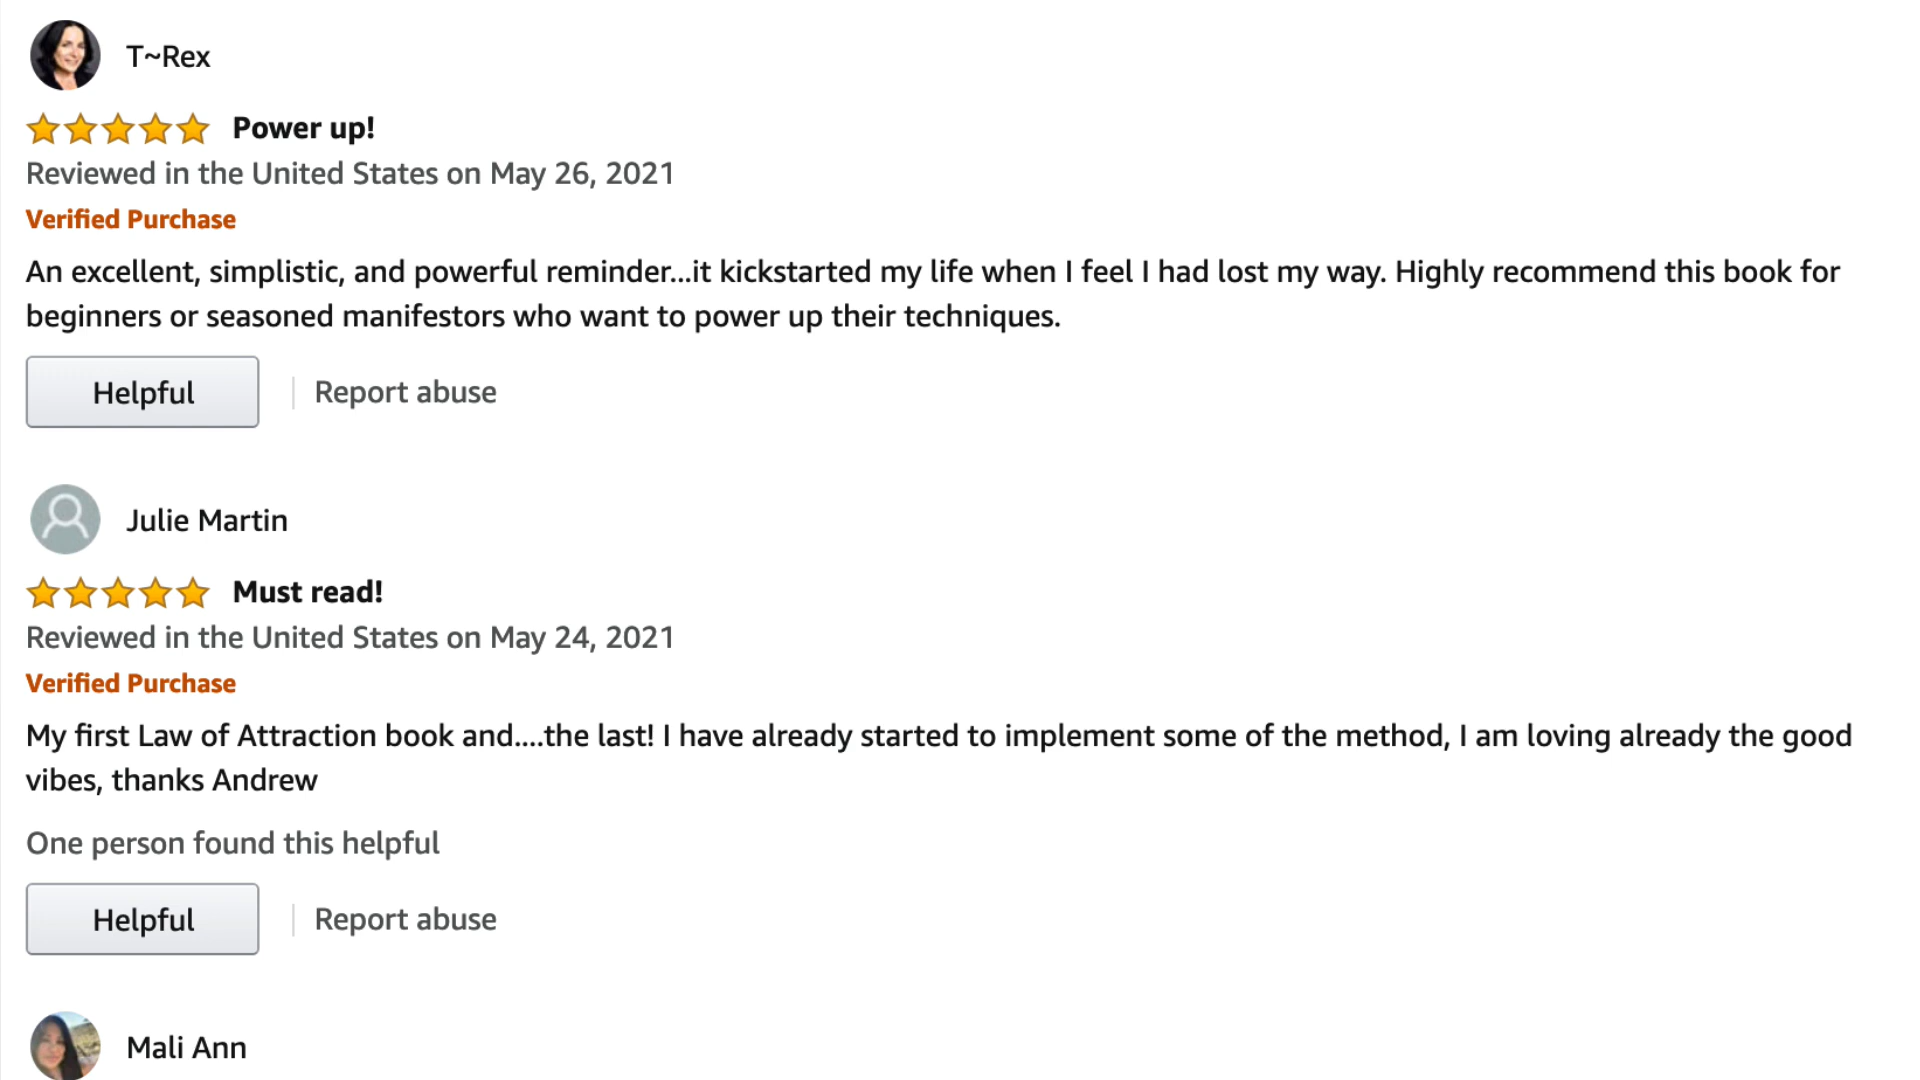 T~Rex
Power up!
Reviewed in the United States on May 26, 2021
Verified Purchase
An excellent, simplistic, and powerful reminder...it kickstarted my life when I feel I had lost my way. Highly recommend this book for
beginners or seasoned manifestors who want to power up their techniques.
Helpful
Report abuse
Julie Martin
Must read!
Reviewed in the United States on May 24, 2021
Verified Purchase
My first Law of Attraction book and....the last! I have already started to implement some of the method, I am loving already the good
vibes, thanks Andrew
One person found this helpful
Helpful
Report abuse
Mali Ann